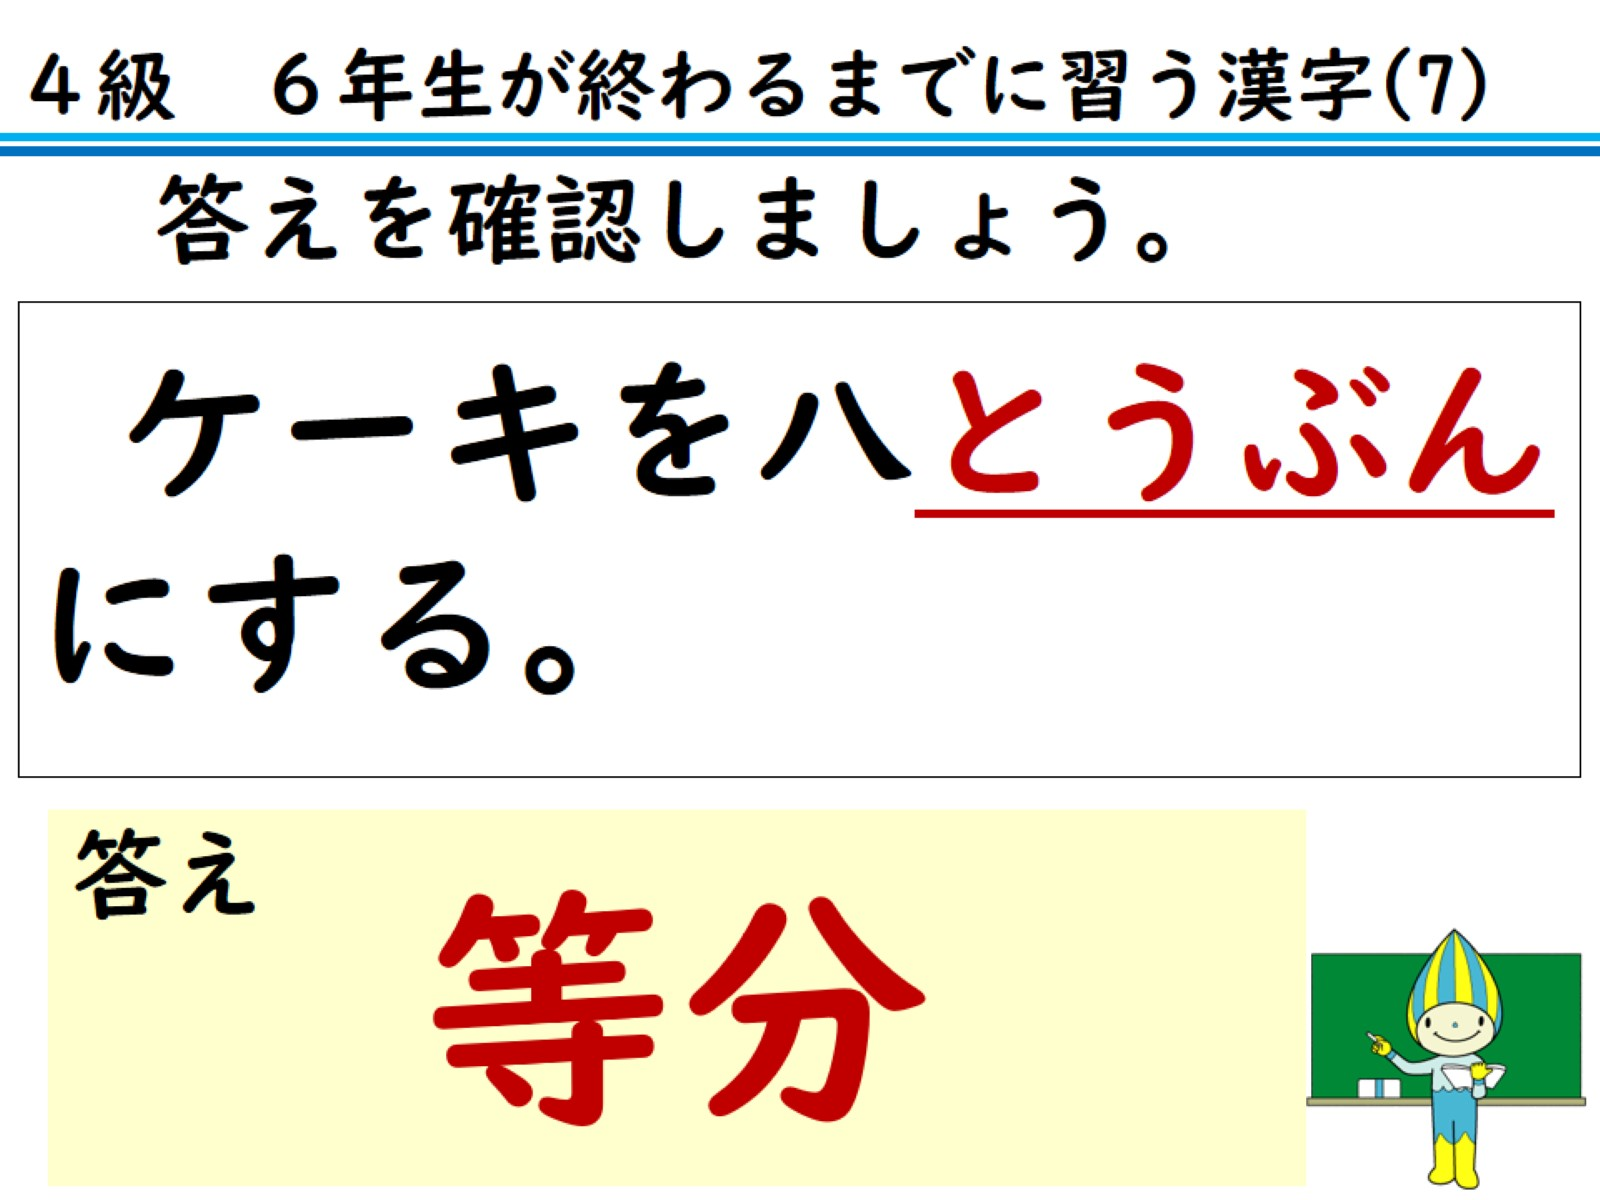 ４級　６年生が終わるまでに習う漢字(7)
答えを確認しましょう。
ケーキを八とうぶん
にする。
答え
等分